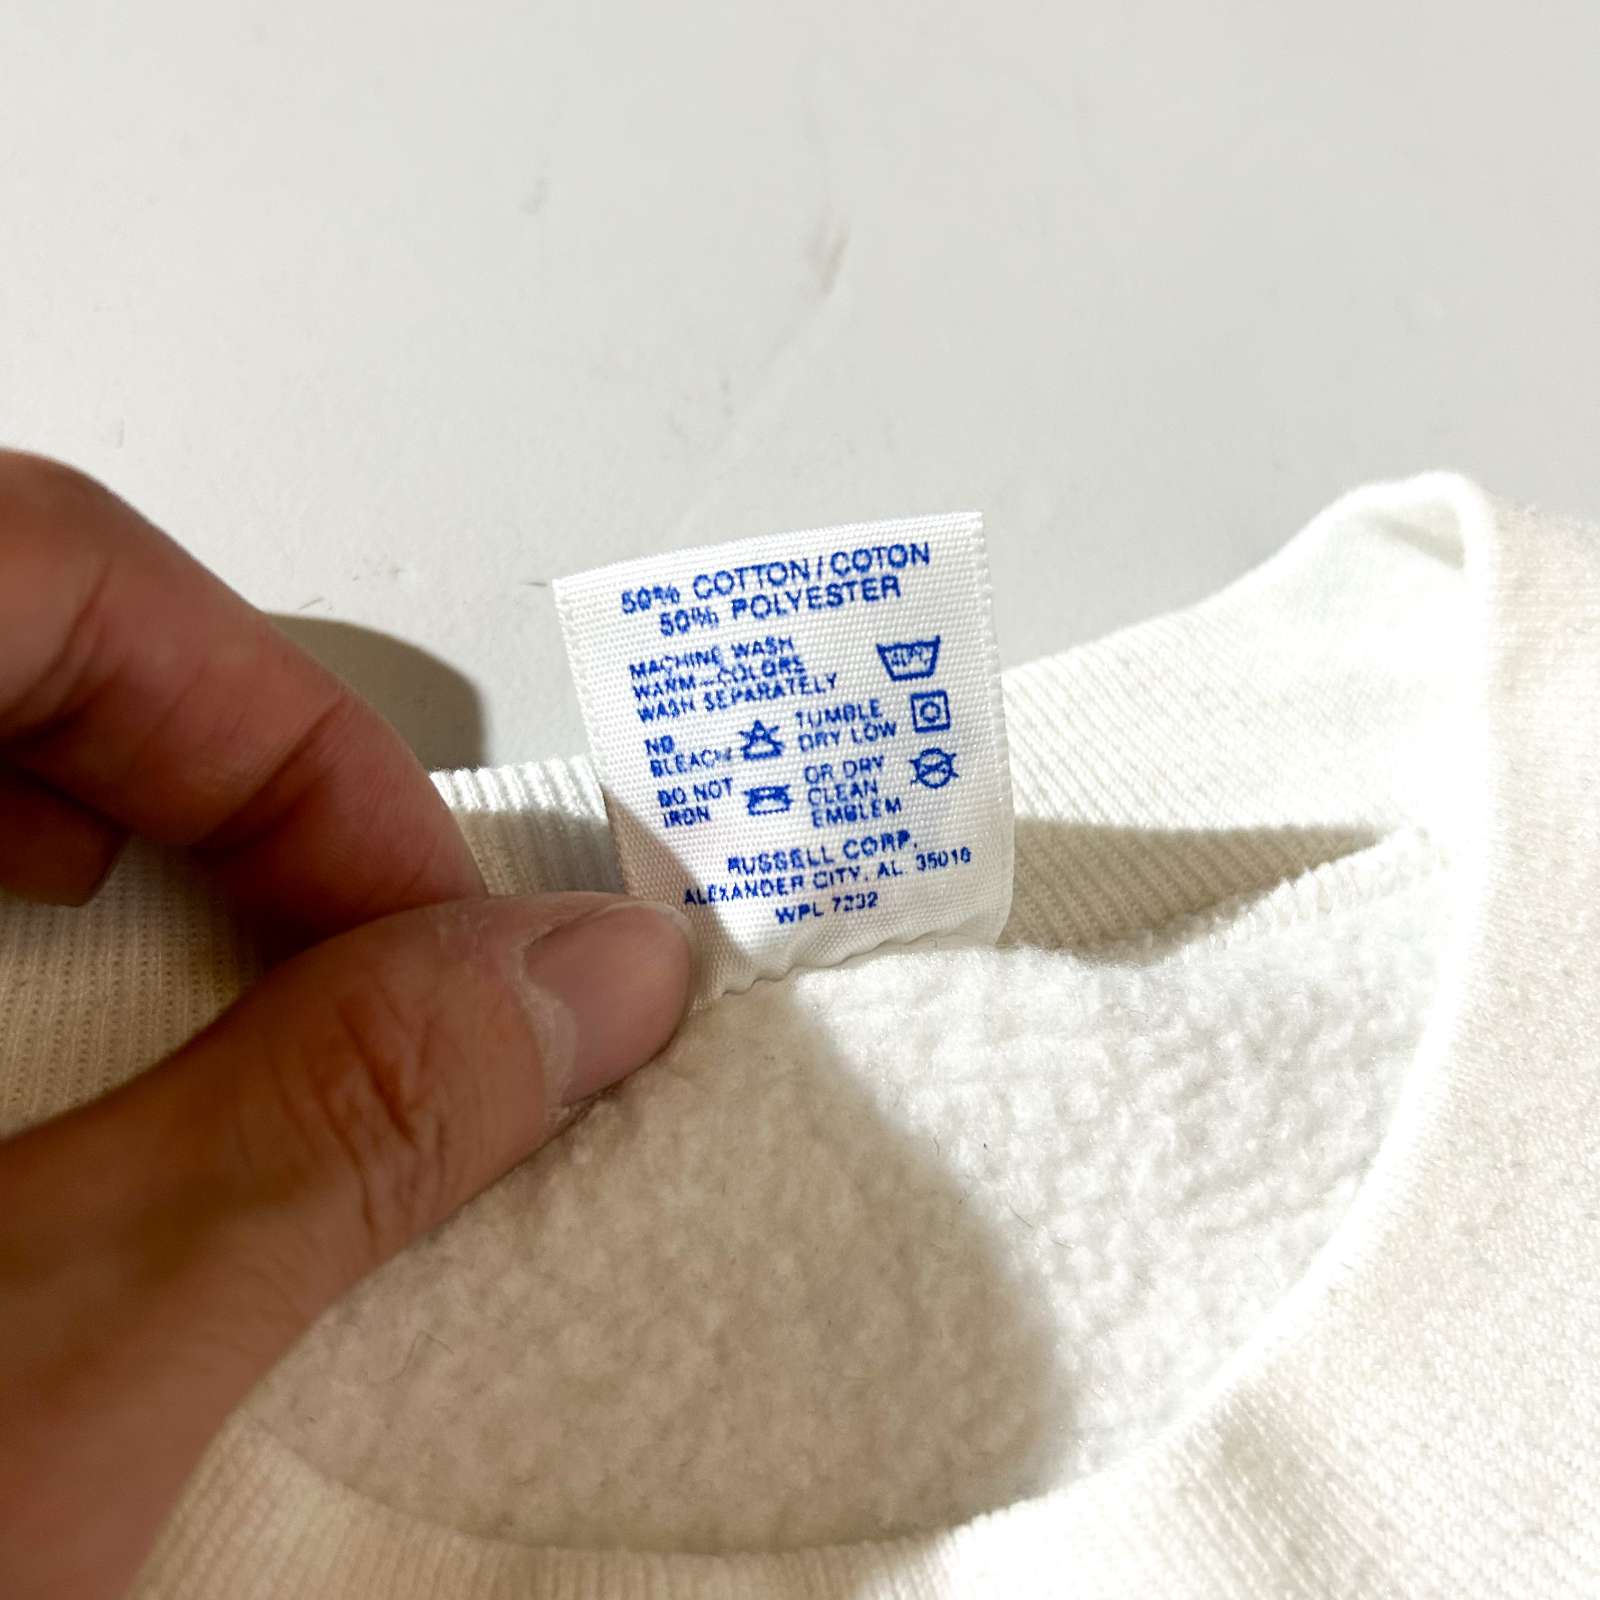 50% COTTON/COTON
50% POLYESTER
MACHINE WASH
WARM-COLORS
WASH SEPARATELY
NO
BLEACH
TUMBLE
DRY LOW
DO NOT
IRON
OR DRY
CLEAN
EMBLEM
RUSSELL CORP.
ALEXANDER CITY, AL 35010
WPL 7232